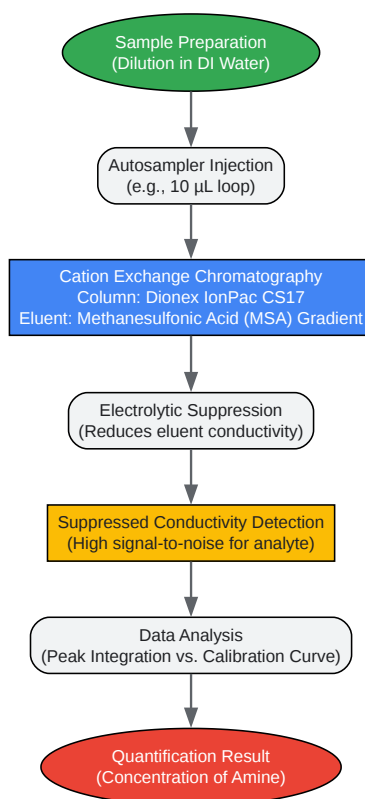 Sample Preparation
(Dilution in DI Water)
Autosampler Injection
(e.g., 10 µL loop)
Cation Exchange Chromatography
Column: Dionex IonPac CS17
Eluent: Methanesulfonic Acid (MSA) Gradient
Electrolytic Suppression
(Reduces eluent conductivity)
Suppressed Conductivity Detection
(High signal-to-noise for analyte)
Data Analysis
(Peak Integration vs. Calibration Curve)
Quantification Result
(Concentration of Amine)